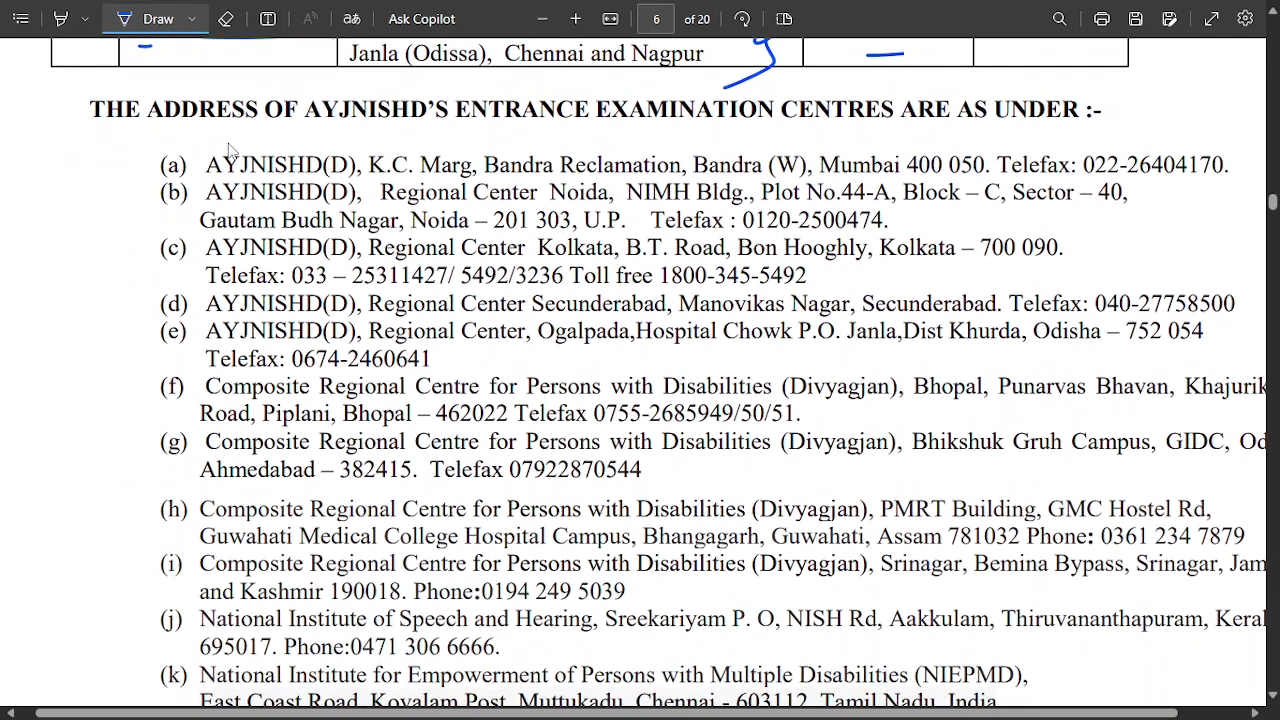 Draw
Ask Copilot
6 of 20
Janla (Odissa), Chennai and Nagpur
THE ADDRESS OF AYJNISHD'S ENTRANCE EXAMINATION CENTRES ARE AS UNDER :-
(a) AYJNISHD(D), K.C. Marg, Bandra Reclamation, Bandra (W), Mumbai 400 050. Telefax: 022-26404170.
(b) AYJNISHD(D), Regional Center Noida, NIMH Bldg., Plot No.44-A, Block – C, Sector – 40,
Gautam Budh Nagar, Noida – 201 303, U.P. Telefax : 0120-2500474.
(c) AYJNISHD(D), Regional Center Kolkata, B.T. Road, Bon Hooghly, Kolkata – 700 090.
Telefax: 033 – 25311427/ 5492/3236 Toll free 1800-345-5492
(d) AYJNISHD(D), Regional Center Secunderabad, Manovikas Nagar, Secunderabad. Telefax: 040-27758500
(e) AYJNISHD(D), Regional Center, Ogalpada,Hospital Chowk P.O. Janla,Dist Khurda, Odisha – 752 054
Telefax: 0674-2460641
(f) Composite Regional Centre for Persons with Disabilities (Divyagjan), Bhopal, Punarvas Bhavan, Khajurik
Road, Piplani, Bhopal – 462022 Telefax 0755-2685949/50/51.
(g) Composite Regional Centre for Persons with Disabilities (Divyagjan), Bhikshuk Gruh Campus, GIDC, Od
Ahmedabad – 382415. Telefax 07922870544
(h) Composite Regional Centre for Persons with Disabilities (Divyagjan), PMRT Building, GMC Hostel Rd,
Guwahati Medical College Hospital Campus, Bhangagarh, Guwahati, Assam 781032 Phone: 0361 234 7879
(i) Composite Regional Centre for Persons with Disabilities (Divyagjan), Srinagar, Bemina Bypass, Srinagar, Jam
and Kashmir 190018. Phone:0194 249 5039
(j) National Institute of Speech and Hearing, Sreekariyam P. O, NISH Rd, Aakkulam, Thiruvananthapuram, Keral
695017. Phone:0471 306 6666.
(k) National Institute for Empowerment of Persons with Multiple Disabilities (NIEPMD),
East Coast Road, Kovalam Post, Muttukadu, Chennai - 603112, Tamil Nadu, India